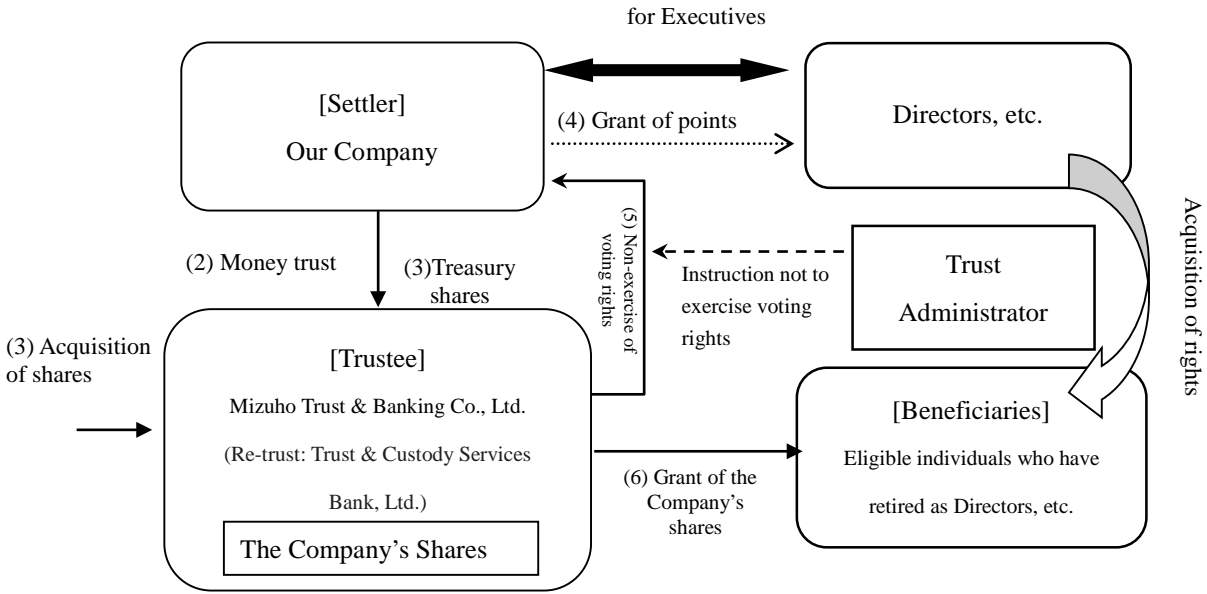 for Executives
[Settler]
Our Company
(4) Grant of points
Directors, etc.
(2) Money trust
(3)Treasury
shares
(5) Non-exercise of
voting rights
Instruction not to
exercise voting
rights
Trust
Administrator
Acquisition of rights
(3) Acquisition
of shares
[Trustee]
Mizuho Trust & Banking Co., Ltd.
(Re-trust: Trust & Custody Services
Bank, Ltd.)
The Company’s Shares
(6) Grant of the
Company’s
shares
[Beneficiaries]
Eligible individuals who have
retired as Directors, etc.